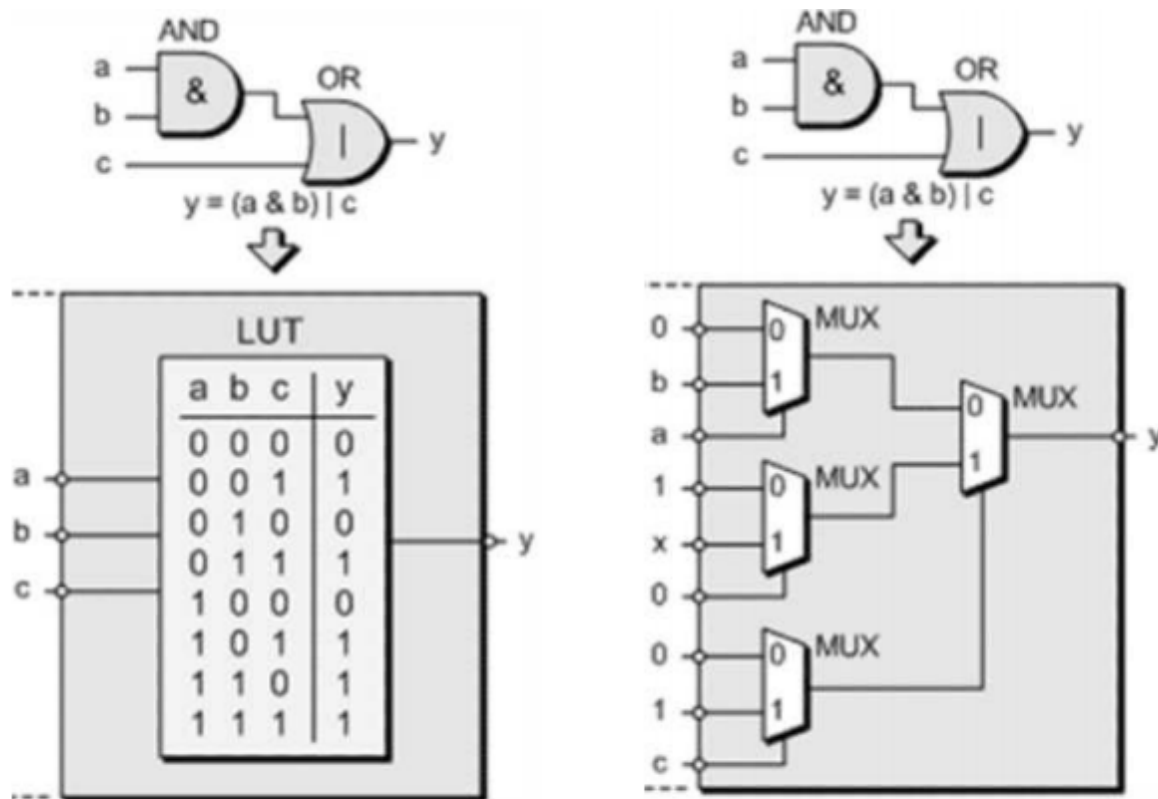 AND
a
&
OR
b
|
y
c
y = (a & b) | c
LUT
a b c y
0 0 0 0
0 0 1 1
0 1 0 0
0 1 1 1
1 0 0 0
1 0 1 1
1 1 0 1
1 1 1 1
a
b
c
y
AND
a
&
OR
b
|
y
c
y = (a & b) | c
0
0
MUX
b
1
a
0
MUX
1
y
1
0
MUX
x
1
0
0
0
MUX
1
1
c